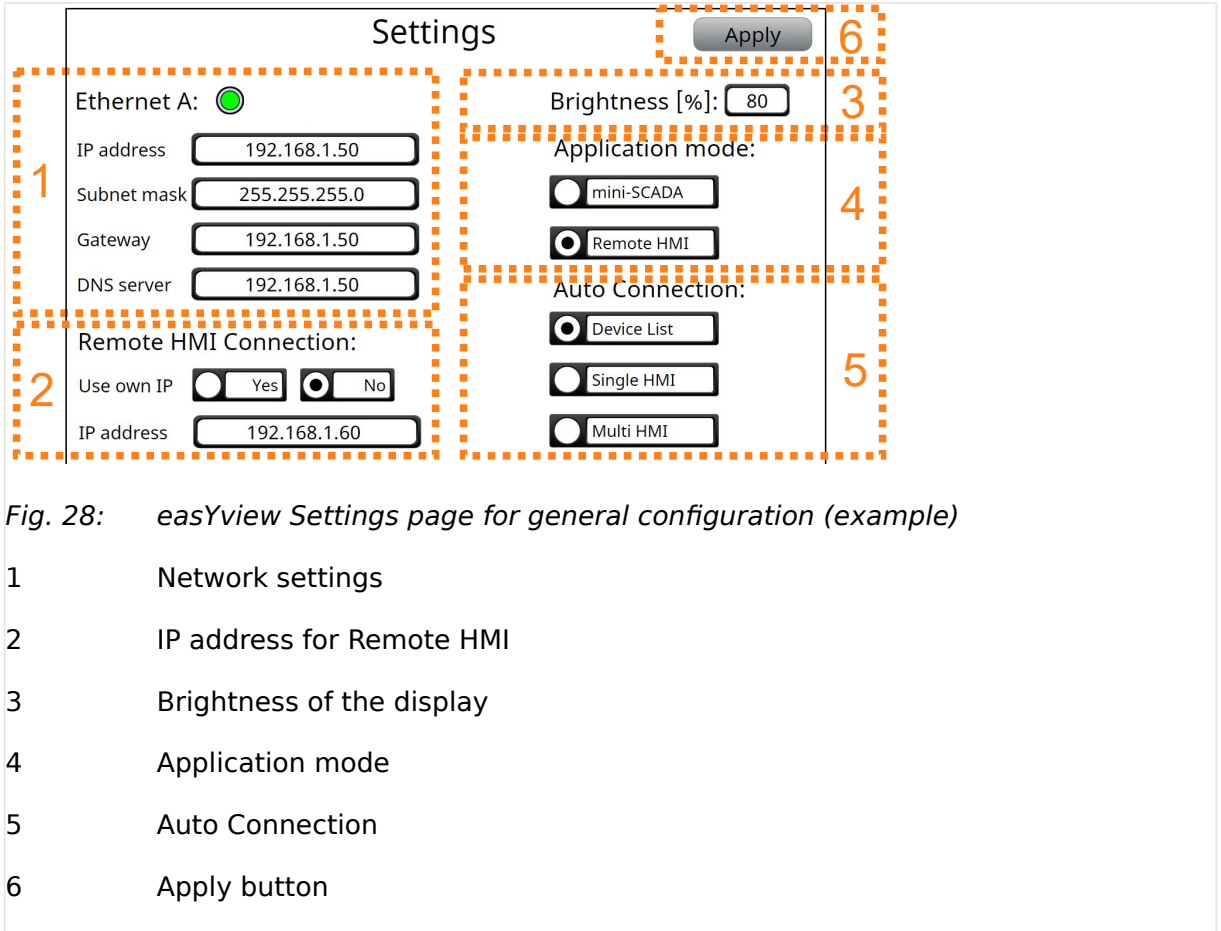 Settings
Apply
6
1
Ethernet A:
IP address 192.168.1.50
Subnet mask 255.255.255.0
Gateway 192.168.1.50
DNS server 192.168.1.50
2
Remote HMI Connection:
Use own IP Yes No
IP address 192.168.1.60
Brightness [%]: 80
3
Application mode:
mini-SCADA
Remote HMI
4
Auto Connection:
Device List
Single HMI
Multi HMI
5
Fig. 28: easYview Settings page for general configuration (example)
1 Network settings
2 IP address for Remote HMI
3 Brightness of the display
4 Application mode
5 Auto Connection
6 Apply button